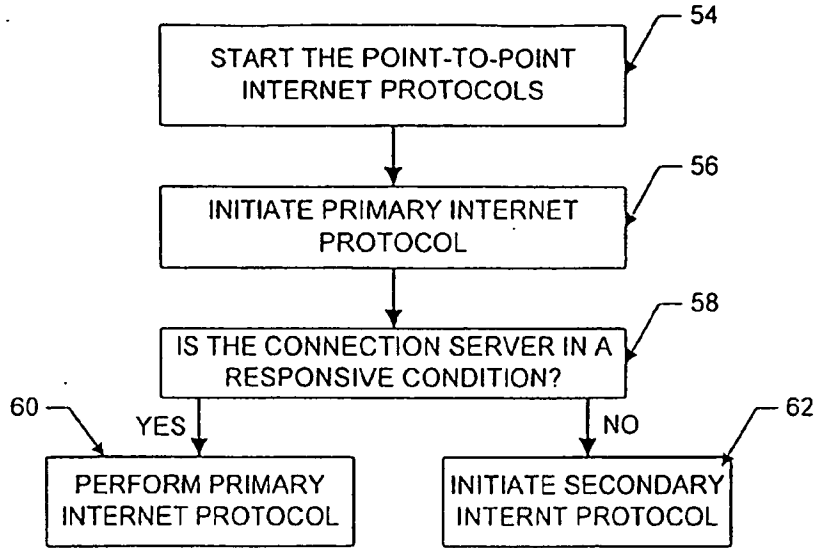 54
START THE POINT-TO-POINT
INTERNET PROTOCOLS
56
INITIATE PRIMARY INTERNET
PROTOCOL
58
IS THE CONNECTION SERVER IN A
RESPONSIVE CONDITION?
60
YES
NO
62
PERFORM PRIMARY
INTERNET PROTOCOL
INITIATE SECONDARY
INTERNT PROTOCOL